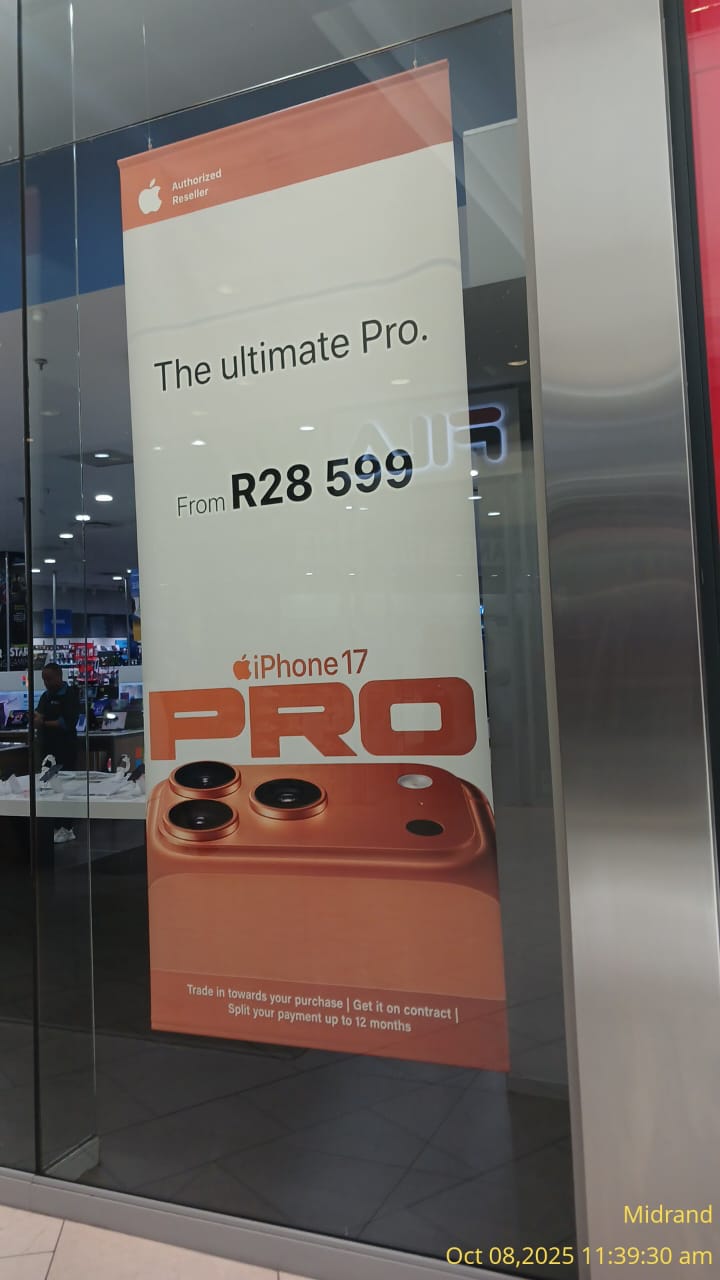 Authorized
Reseller
The ultimate Pro.
From R28 599
FILA
iPhone 17
PRO
Trade in towards your purchase | Get it on contract |
Split your payment up to 12 months
Midrand
Oct 08,2025 11:39:30 am